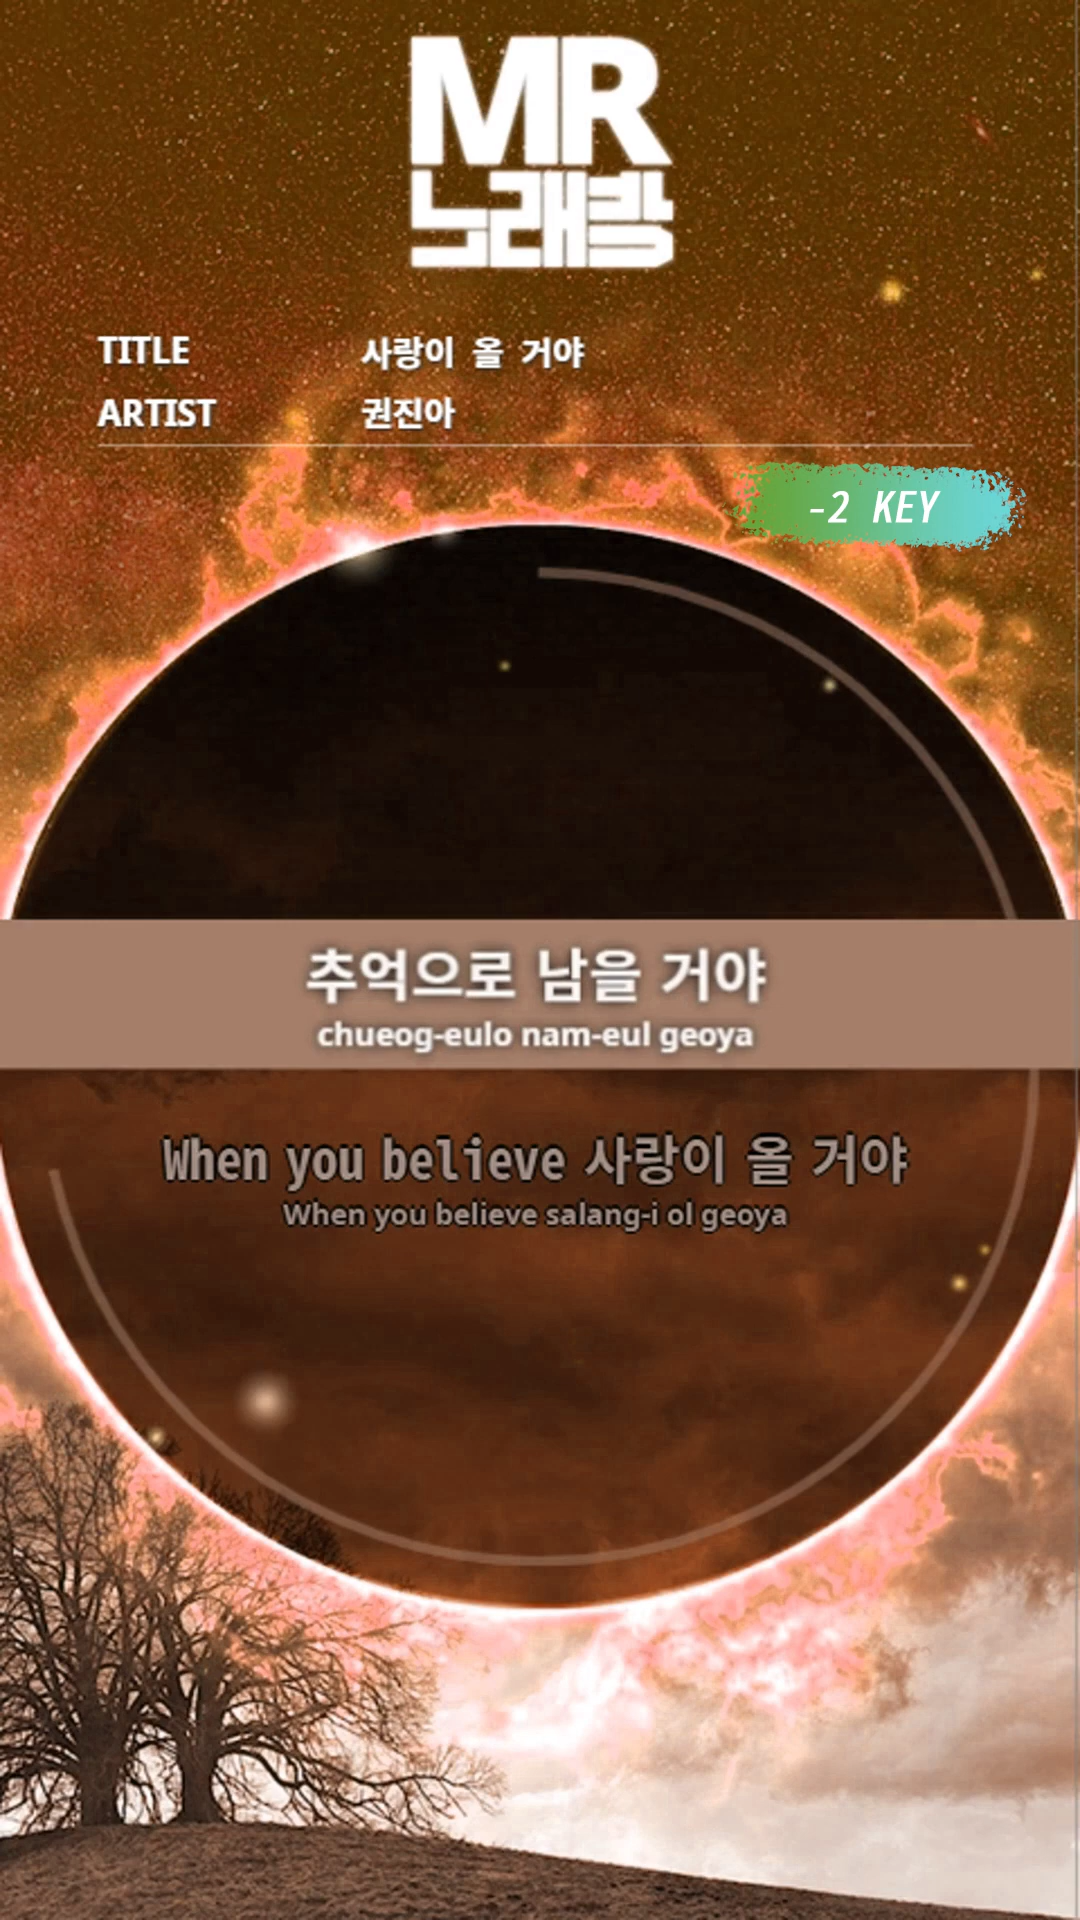 MR
노래방
TITLE 사랑이 올 거야
ARTIST 권진아
-2 KEY
추억으로 남을 거야
chueog-eulo nam-eul geoya
When you believe 사랑이 올 거야
When you believe salang-i ol geoya